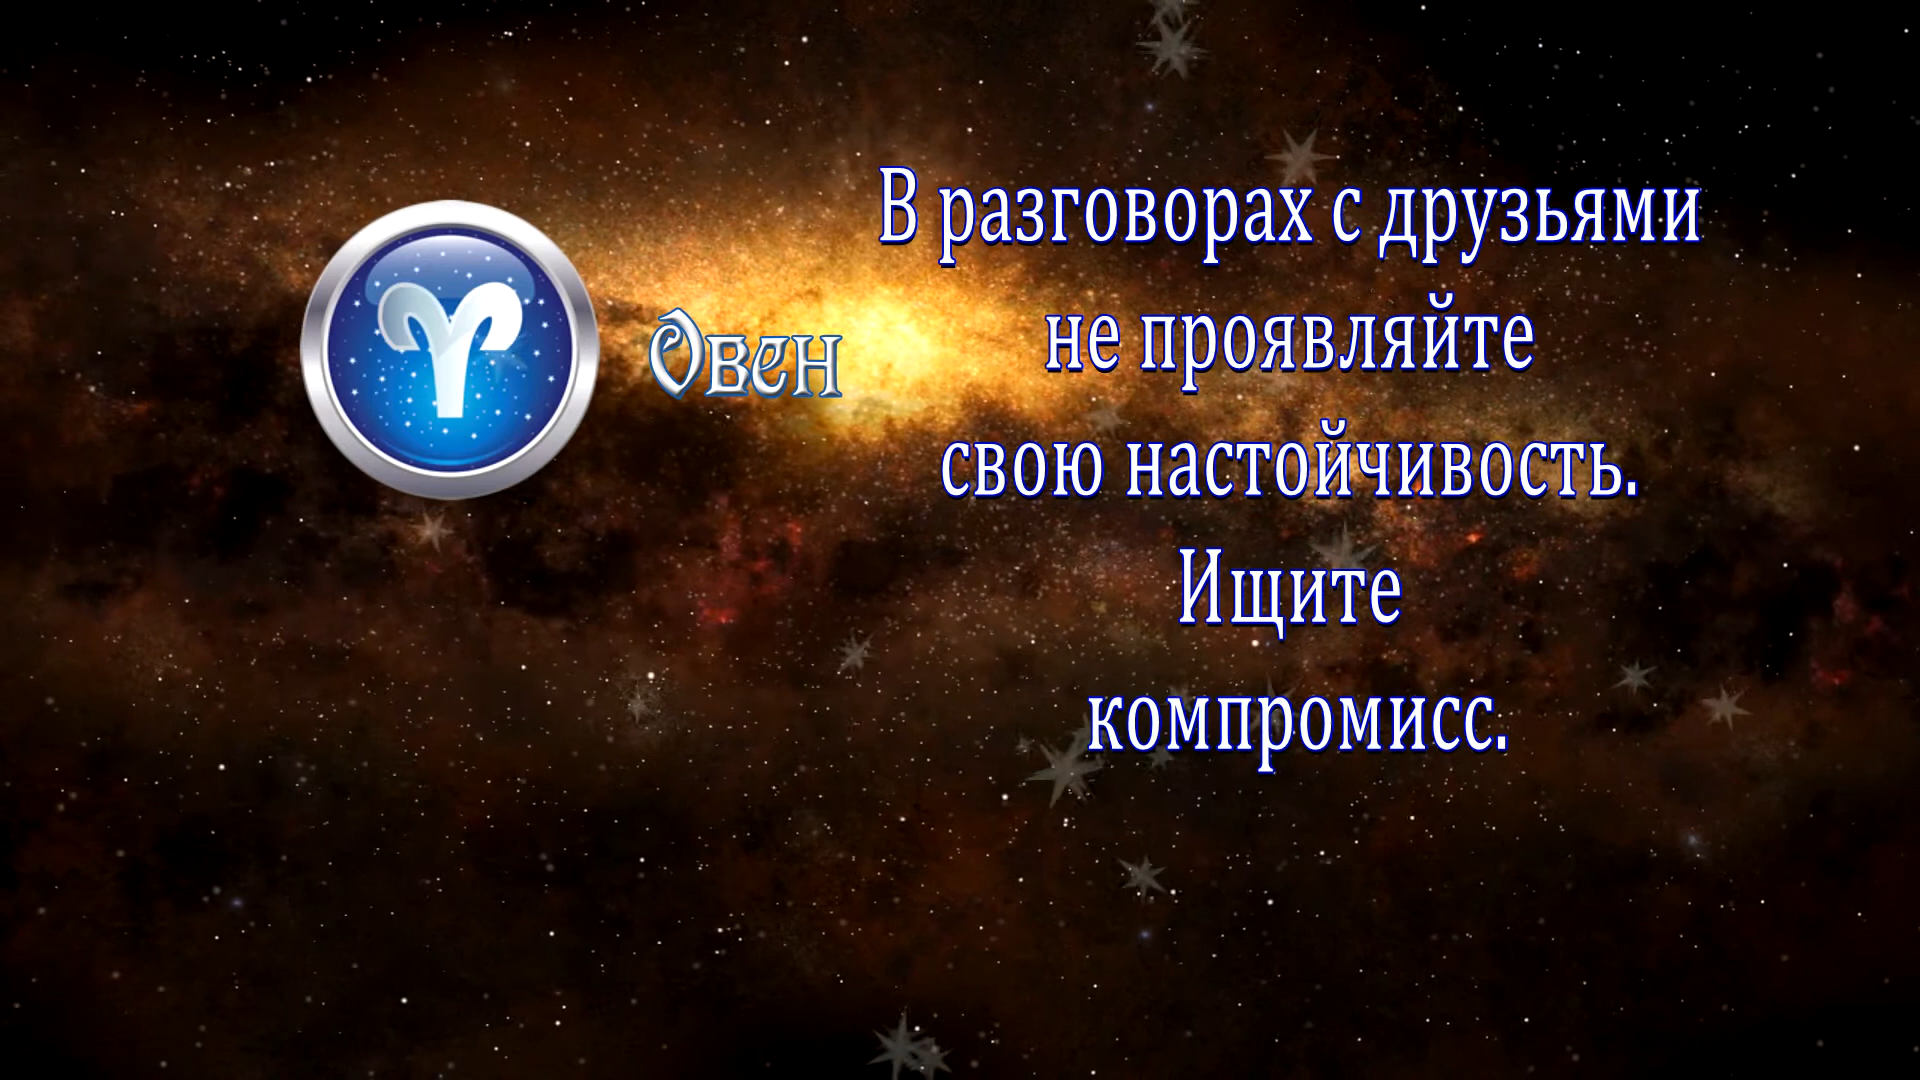 Овен
В разговорах с друзьями
не проявляйте
свою настойчивость.
Ищите
компромисс.